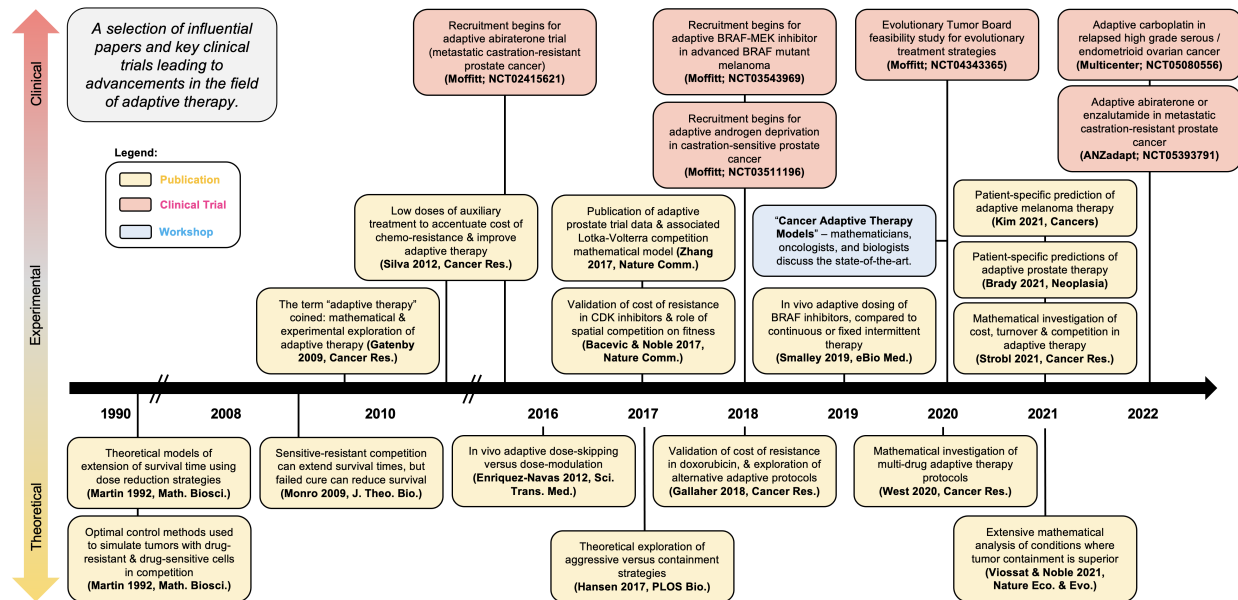 A selection of influential
papers and key clinical
trials leading to
advancements in the field
of adaptive therapy.
Legend:
Publication
Clinical Trial
Workshop
Clinical
Experimental
Theoretical
Recruitment begins for
adaptive abiraterone trial
(metastatic castration-resistant
prostate cancer)
(Moffitt; NCT02415621)
Recruitment begins for
adaptive BRAF-MEK inhibitor
in advanced BRAF mutant
melanoma
(Moffitt; NCT03543969)
Recruitment begins for
adaptive androgen deprivation
in castration-sensitive prostate
cancer
(Moffitt; NCT03511196)
Evolutionary Tumor Board
feasibility study for evolutionary
treatment strategies
(Moffitt; NCT04343365)
Adaptive carboplatin in
relapsed high grade serous /
endometrioid ovarian cancer
(Multicenter; NCT05080556)
Adaptive abiraterone or
enzalutamide in metastatic
castration-resistant prostate
cancer
(ANZadapt; NCT05393791)
Low doses of auxiliary
treatment to accentuate cost of
chemo-resistance & improve
adaptive therapy
(Silva 2012, Cancer Res.)
Publication of adaptive
prostate trial data & associated
Lotka-Volterra competition
mathematical model (Zhang
2017, Nature Comm.)
"Cancer Adaptive Therapy
Models" – mathematicians,
oncologists, and biologists
discuss the state-of-the-art.
Patient-specific prediction of
adaptive melanoma therapy
(Kim 2021, Cancers)
Patient-specific predictions of
adaptive prostate therapy
(Brady 2021, Neoplasia)
The term "adaptive therapy"
coined: mathematical &
experimental exploration of
adaptive therapy (Gatenby
2009, Cancer Res.)
Validation of cost of resistance
in CDK inhibitors & role of
spatial competition on fitness
(Bacevic & Noble 2017,
Nature Comm.)
In vivo adaptive dosing of
BRAF inhibitors, compared to
continuous or fixed intermittent
therapy
(Smalley 2019, eBio Med.)
Mathematical investigation of
cost, turnover & competition in
adaptive therapy
(Strobl 2021, Cancer Res.)
1990 2008 2010 2016 2017 2018 2019 2020 2021 2022
Theoretical models of
extension of survival time using
dose reduction strategies
(Martin 1992, Math. Biosci.)
Sensitive-resistant competition
can extend survival times, but
failed cure can reduce survival
(Monro 2009, J. Theo. Bio.)
In vivo adaptive dose-skipping
versus dose-modulation
(Enriquez-Navas 2012, Sci.
Trans. Med.)
Validation of cost of resistance
in doxorubicin, & exploration of
alternative adaptive protocols
(Gallaher 2018, Cancer Res.)
Mathematical investigation of
multi-drug adaptive therapy
protocols
(West 2020, Cancer Res.)
Optimal control methods used
to simulate tumors with drug-
resistant & drug-sensitive cells
in competition
(Martin 1992, Math. Biosci.)
Theoretical exploration of
aggressive versus containment
strategies
(Hansen 2017, PLOS Bio.)
Extensive mathematical
analysis of conditions where
tumor containment is superior
(Viossat & Noble 2021,
Nature Eco. & Evo.)